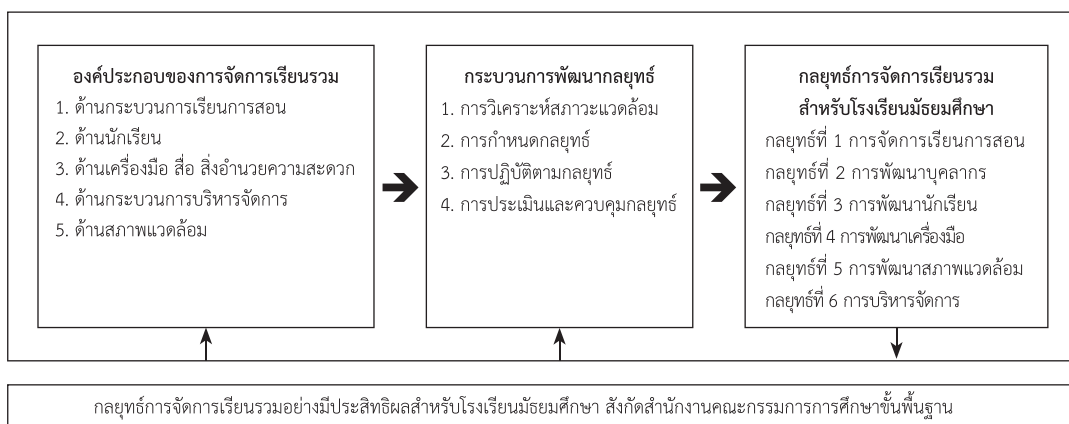 องค์ประกอบของการจัดการเรียนรวม
1. ด้านกระบวนการเรียนการสอน
2. ด้านนักเรียน
3. ด้านเครื่องมือ สื่อ สิ่งอำนวยความสะดวก
4. ด้านกระบวนการบริหารจัดการ
5. ด้านสภาพแวดล้อม
กระบวนการพัฒนากลยุทธ์
1. การวิเคราะห์สภาวะแวดล้อม
2. การกำหนดกลยุทธ์
3. การปฏิบัติตามกลยุทธ์
4. การประเมินและควบคุมกลยุทธ์
กลยุทธ์การจัดการเรียนรวม
สำหรับโรงเรียนมัธยมศึกษา
กลยุทธ์ที่ 1 การจัดการเรียนการสอน
กลยุทธ์ที่ 2 การพัฒนาบุคลากร
กลยุทธ์ที่ 3 การพัฒนานักเรียน
กลยุทธ์ที่ 4 การพัฒนาเครื่องมือ
กลยุทธ์ที่ 5 การพัฒนาสภาพแวดล้อม
กลยุทธ์ที่ 6 การบริหารจัดการ
กลยุทธ์การจัดการเรียนรวมอย่างมีประสิทธิผลสำหรับโรงเรียนมัธยมศึกษา สังกัดสำนักงานคณะกรรมการการศึกษาขั้นพื้นฐาน